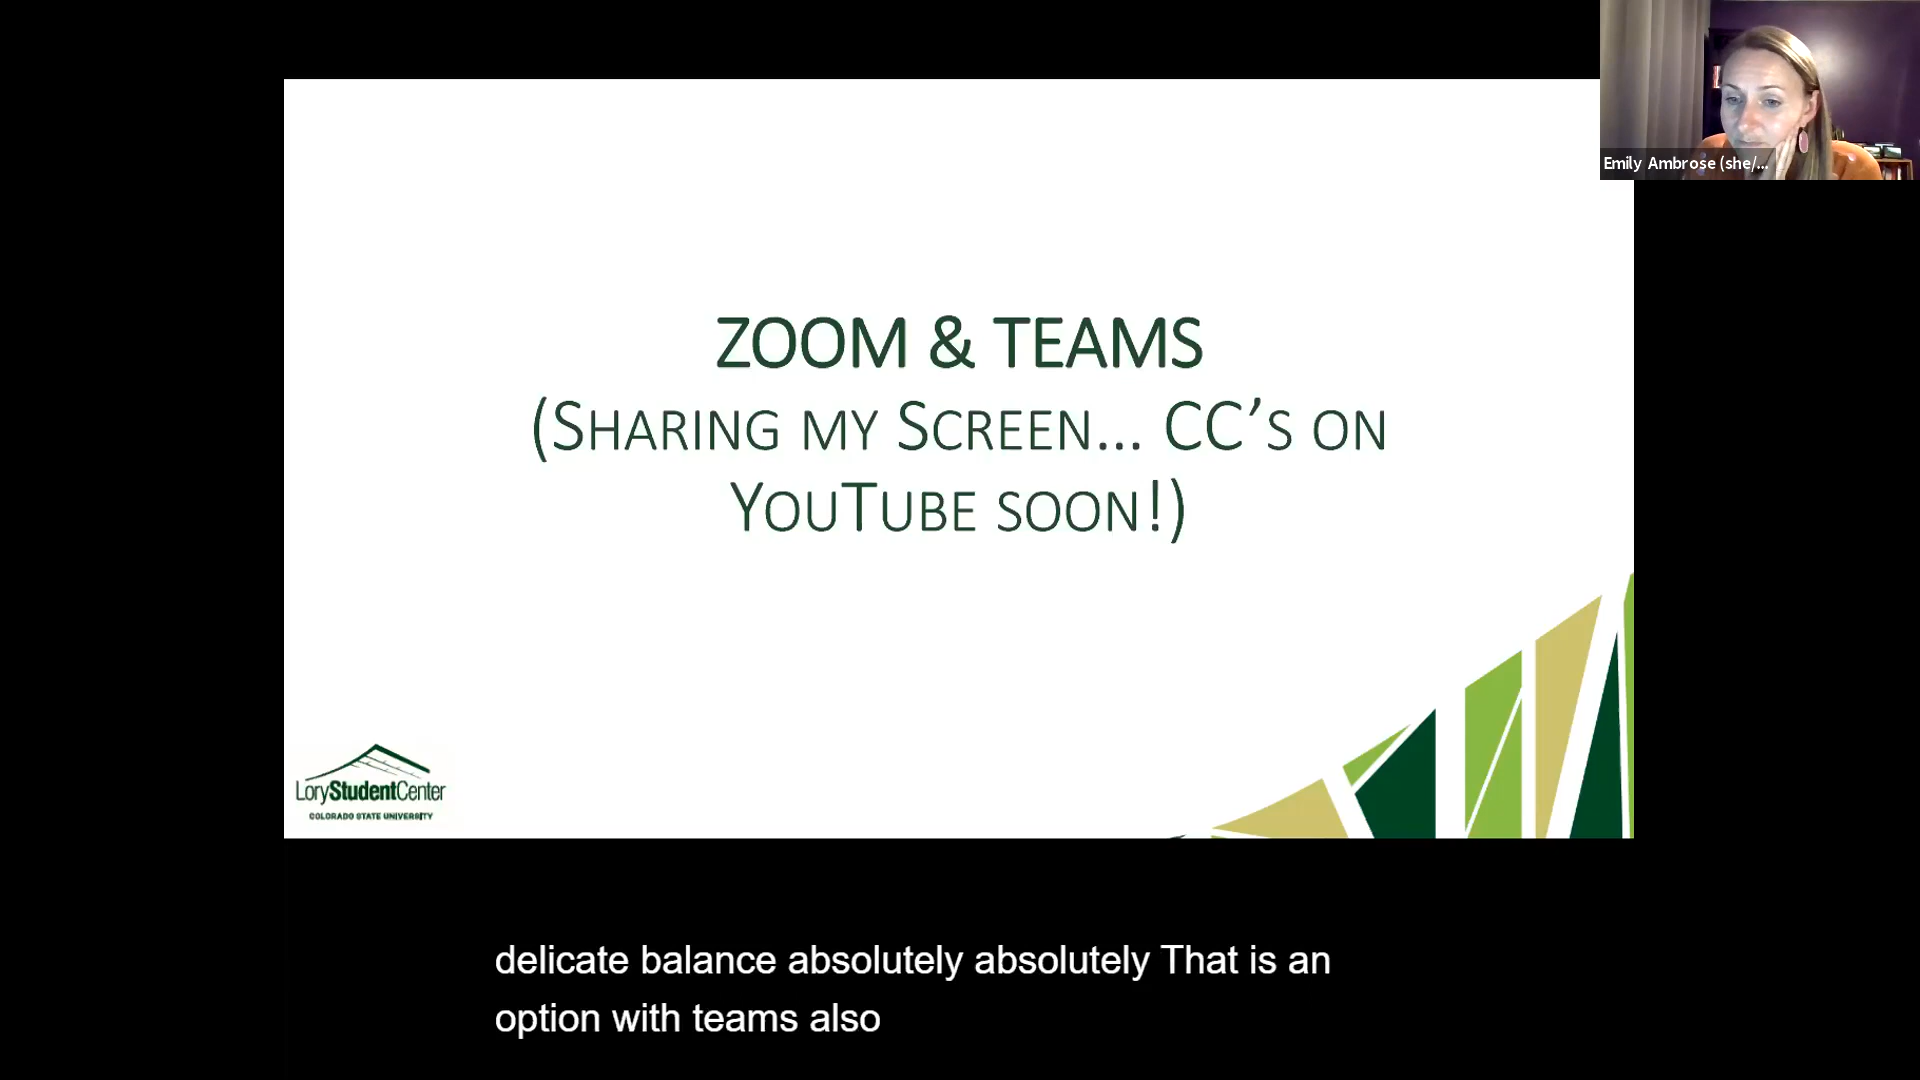 Emily Ambrose (she/...
ZOOM & TEAMS
(SHARING MY SCREEN... CC’S ON
YOUTUBE SOON!)
LoryStudentCenter
COLORADO STATE UNIVERSITY
delicate balance absolutely absolutely That is an
option with teams also